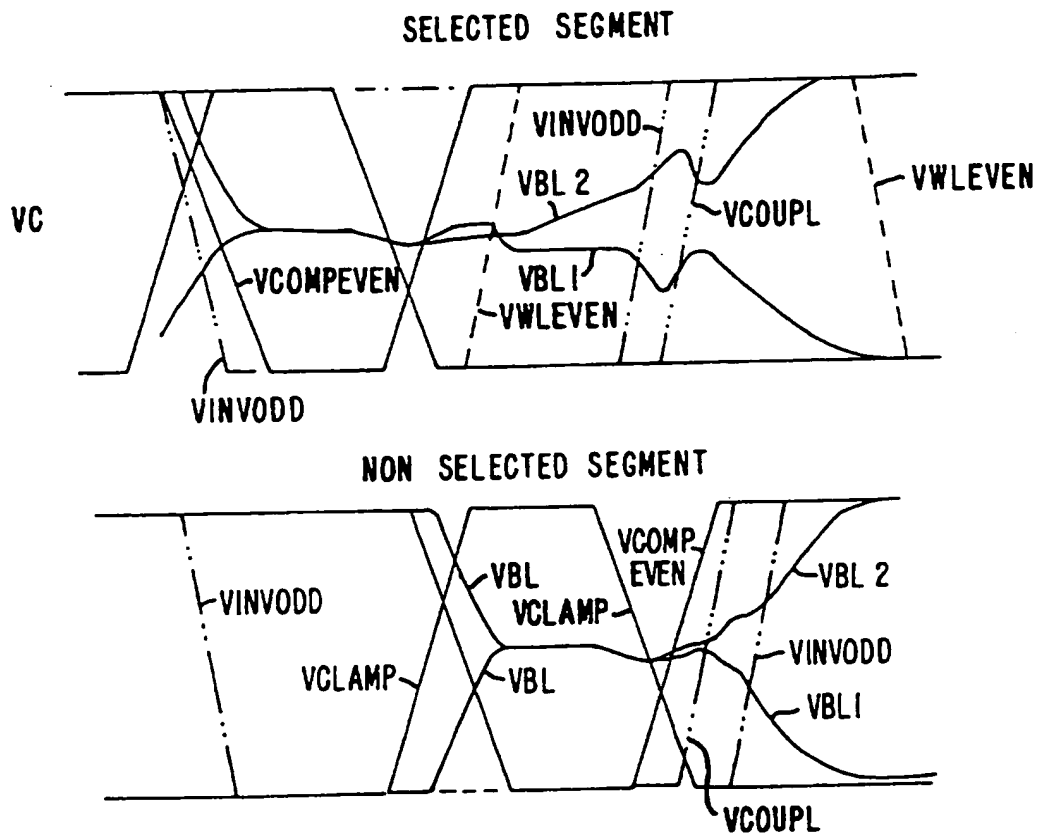 SELECTED SEGMENT
VINVODD
VBL 2
VWLEVEN
VC
VCOUPL
VCOMPEVEN
VBL1
VWLEVEN
VINVODD
NON SELECTED SEGMENT
VCOMP
EVEN
VBL
VBL 2
VINVODD
VCLAMP
VINVODD
VCLAMP
VBL
VBL1
VCOUPL